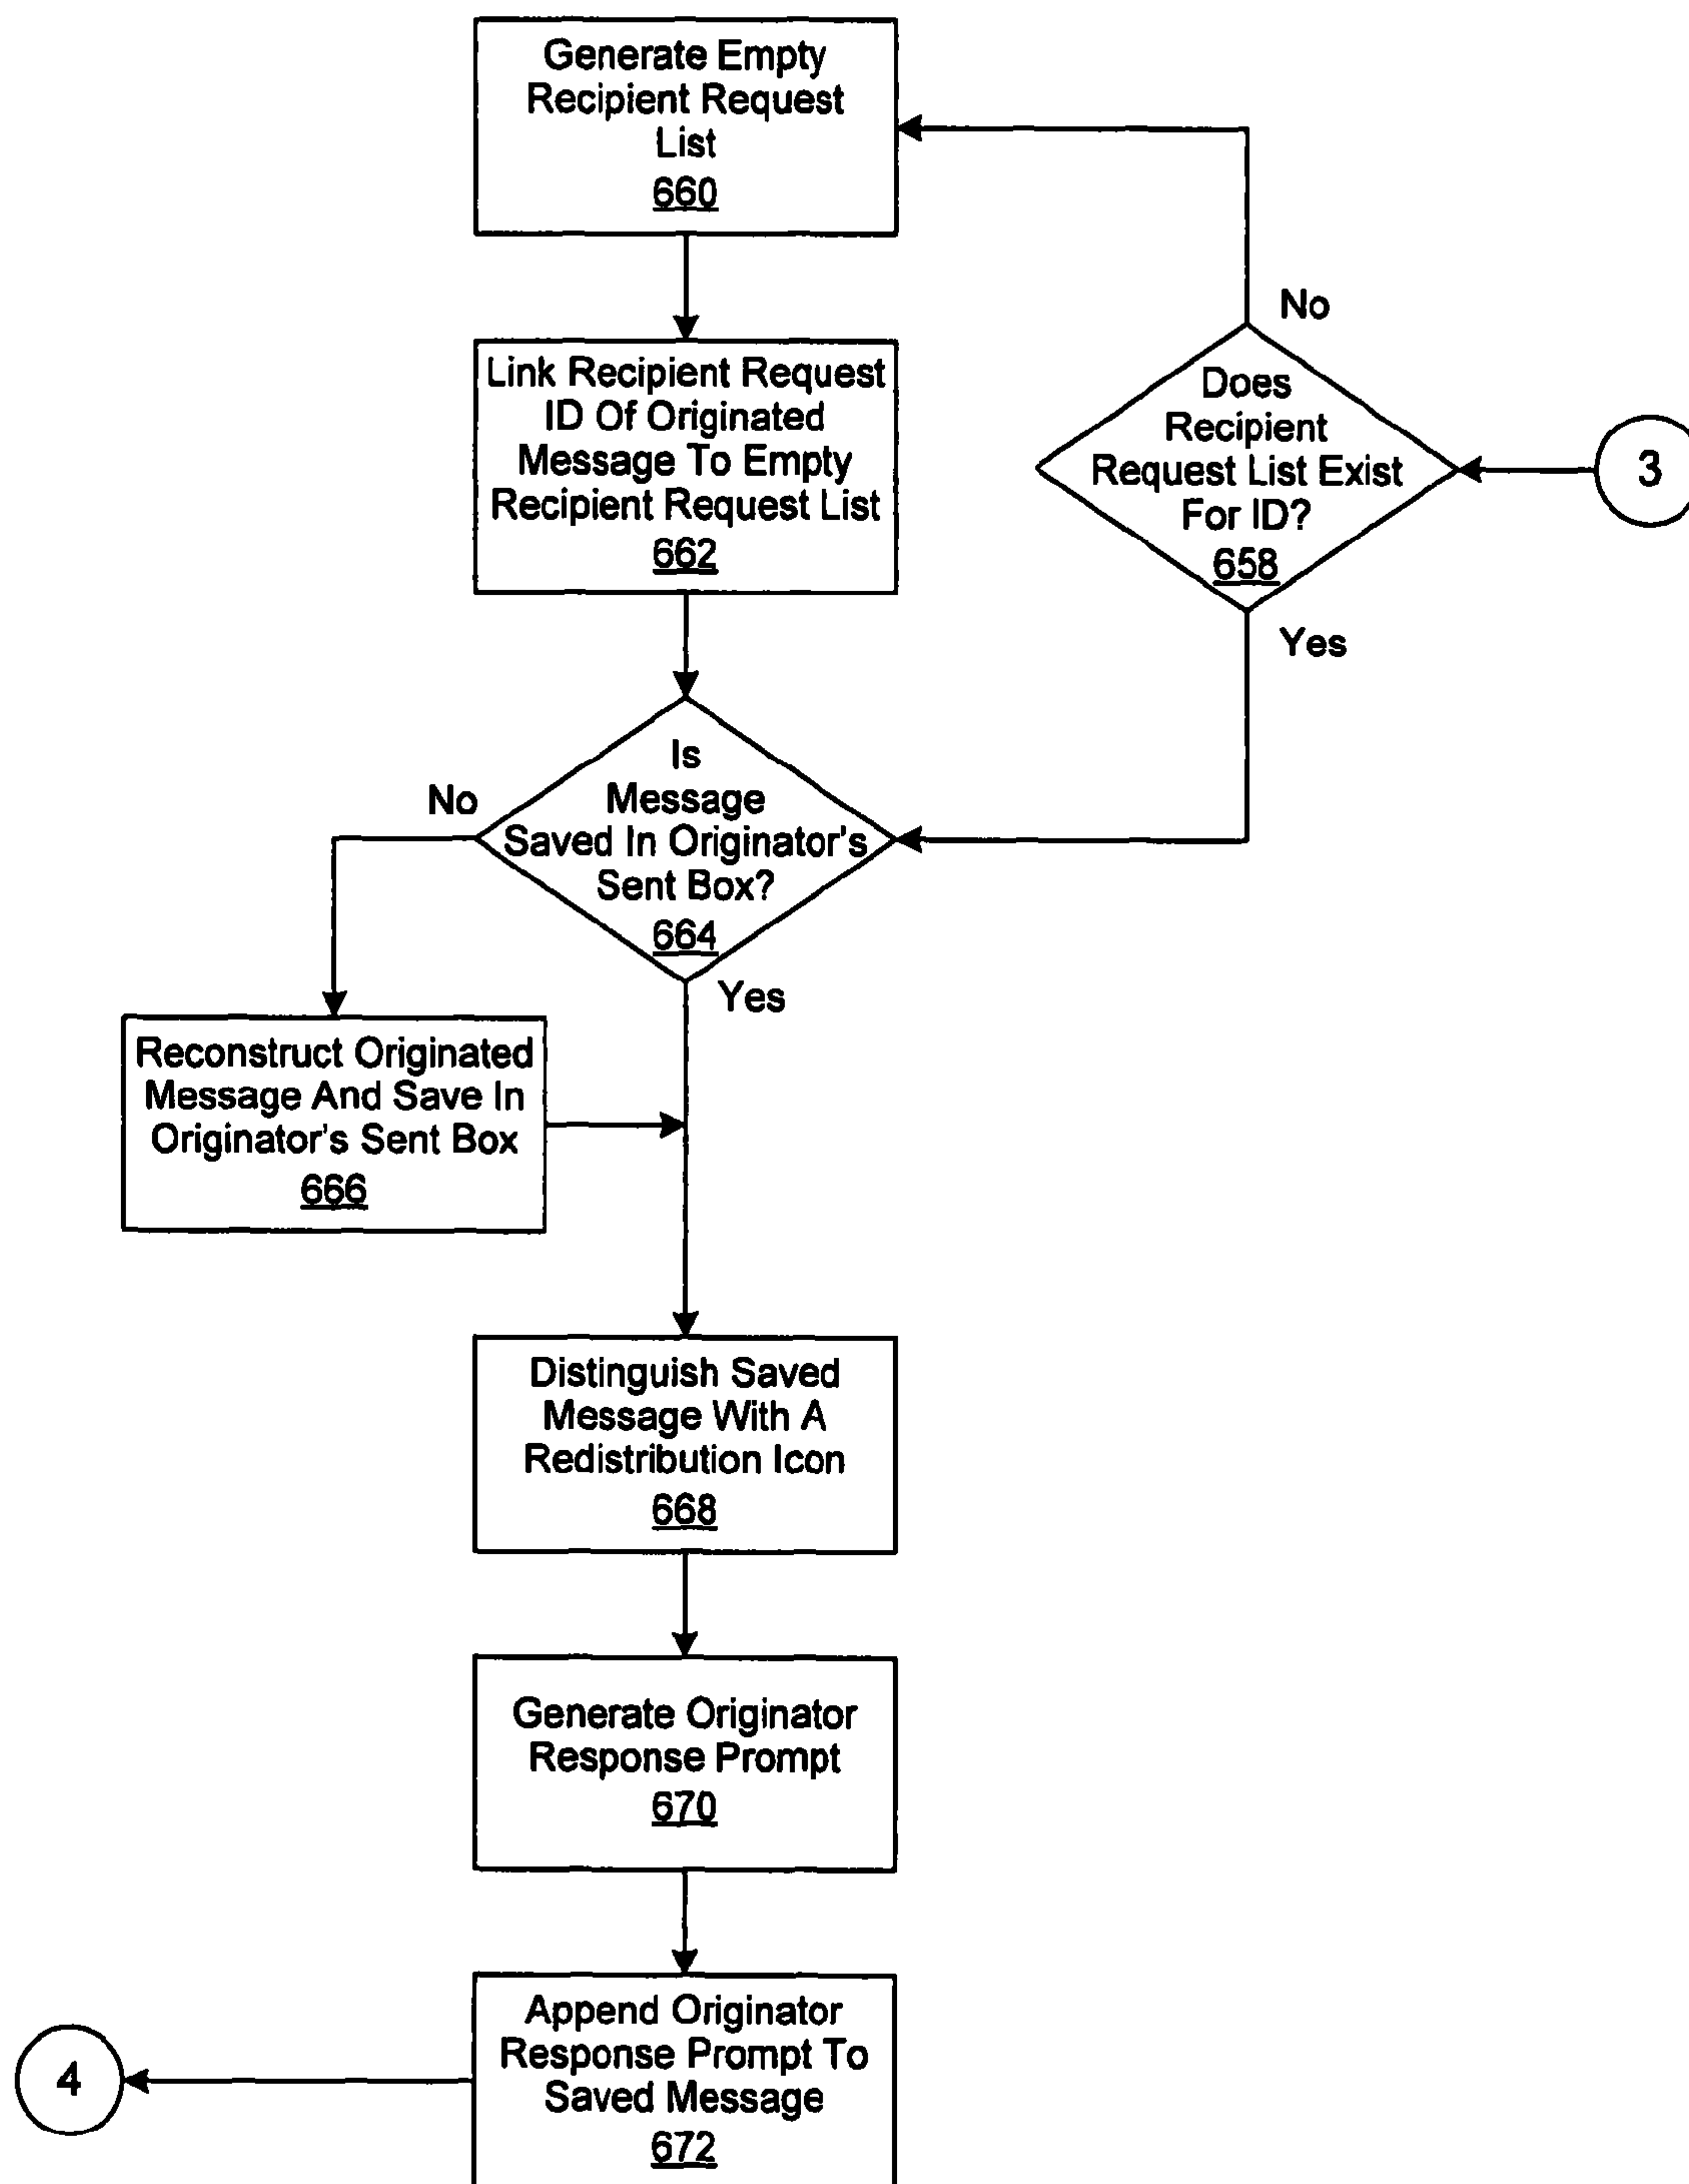 Generate Empty
Recipient Request
List
660
No
Does
Recipient
Request List Exist
For ID?
658
3
Yes
Link Recipient Request
ID Of Originated
Message To Empty
Recipient Request List
662
Is
Message
Saved In Originator's
Sent Box?
664
No
Yes
Reconstruct Originated
Message And Save In
Originator's Sent Box
666
Distinguish Saved
Message With A
Redistribution Icon
668
Generate Originator
Response Prompt
670
Append Originator
Response Prompt To
Saved Message
672
4